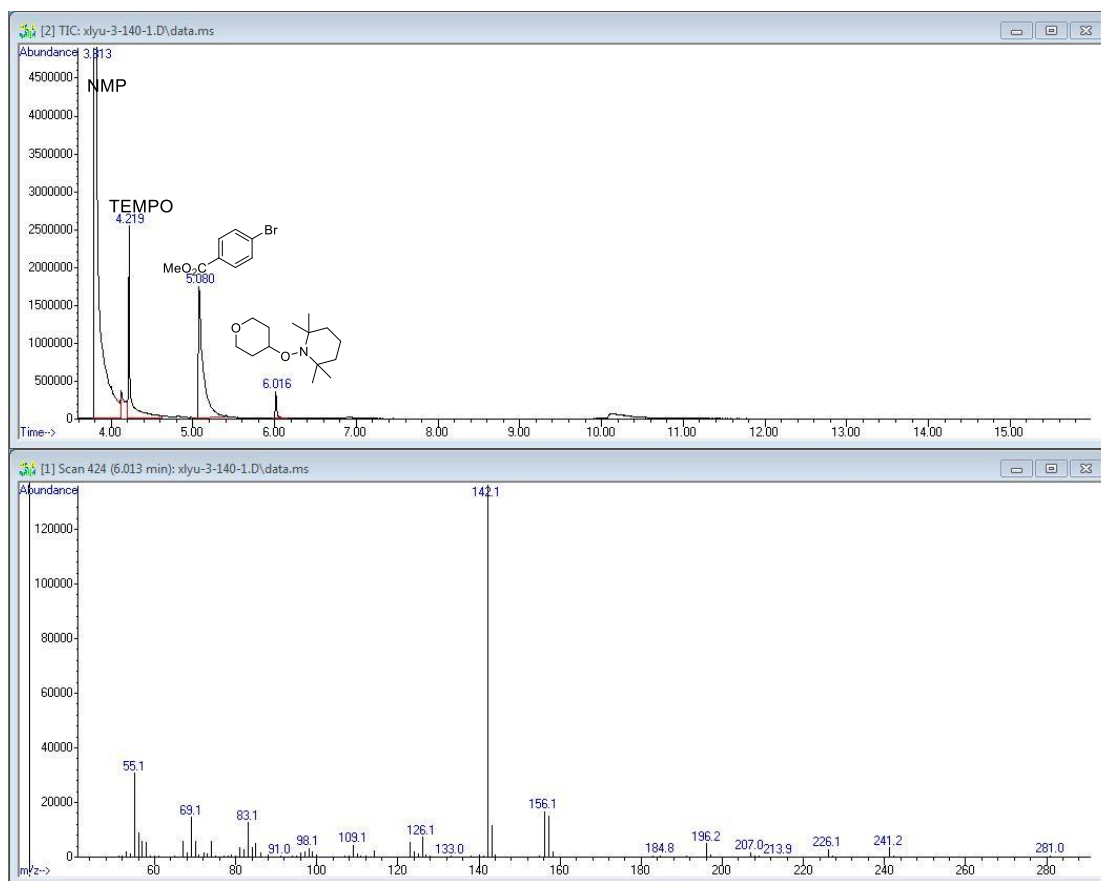 [2] TIC: xlyu-3-140-1.D\data.ms
Abundance
3.813
NMP
4500000
4000000
3500000
3000000
TEMPO
2500000
4.219
Br
2000000
MeO₂C
5.080
1500000
1000000
O
O N
500000
6.016
0
Time-->
4.00 5.00 6.00 7.00 8.00 9.00 10.00 11.00 12.00 13.00 14.00 15.00
[1] Scan 424 (6.013 min): xlyu-3-140-1.D\data.ms
Abundance
142.1
120000
100000
80000
60000
40000
55.1
20000
69.1 83.1 156.1
91.0 98.1 109.1 126.1 133.0 184.8 196.2 207.0 213.9 226.1 241.2 281.0
0
m/z-->
60 80 100 120 140 160 180 200 220 240 260 280